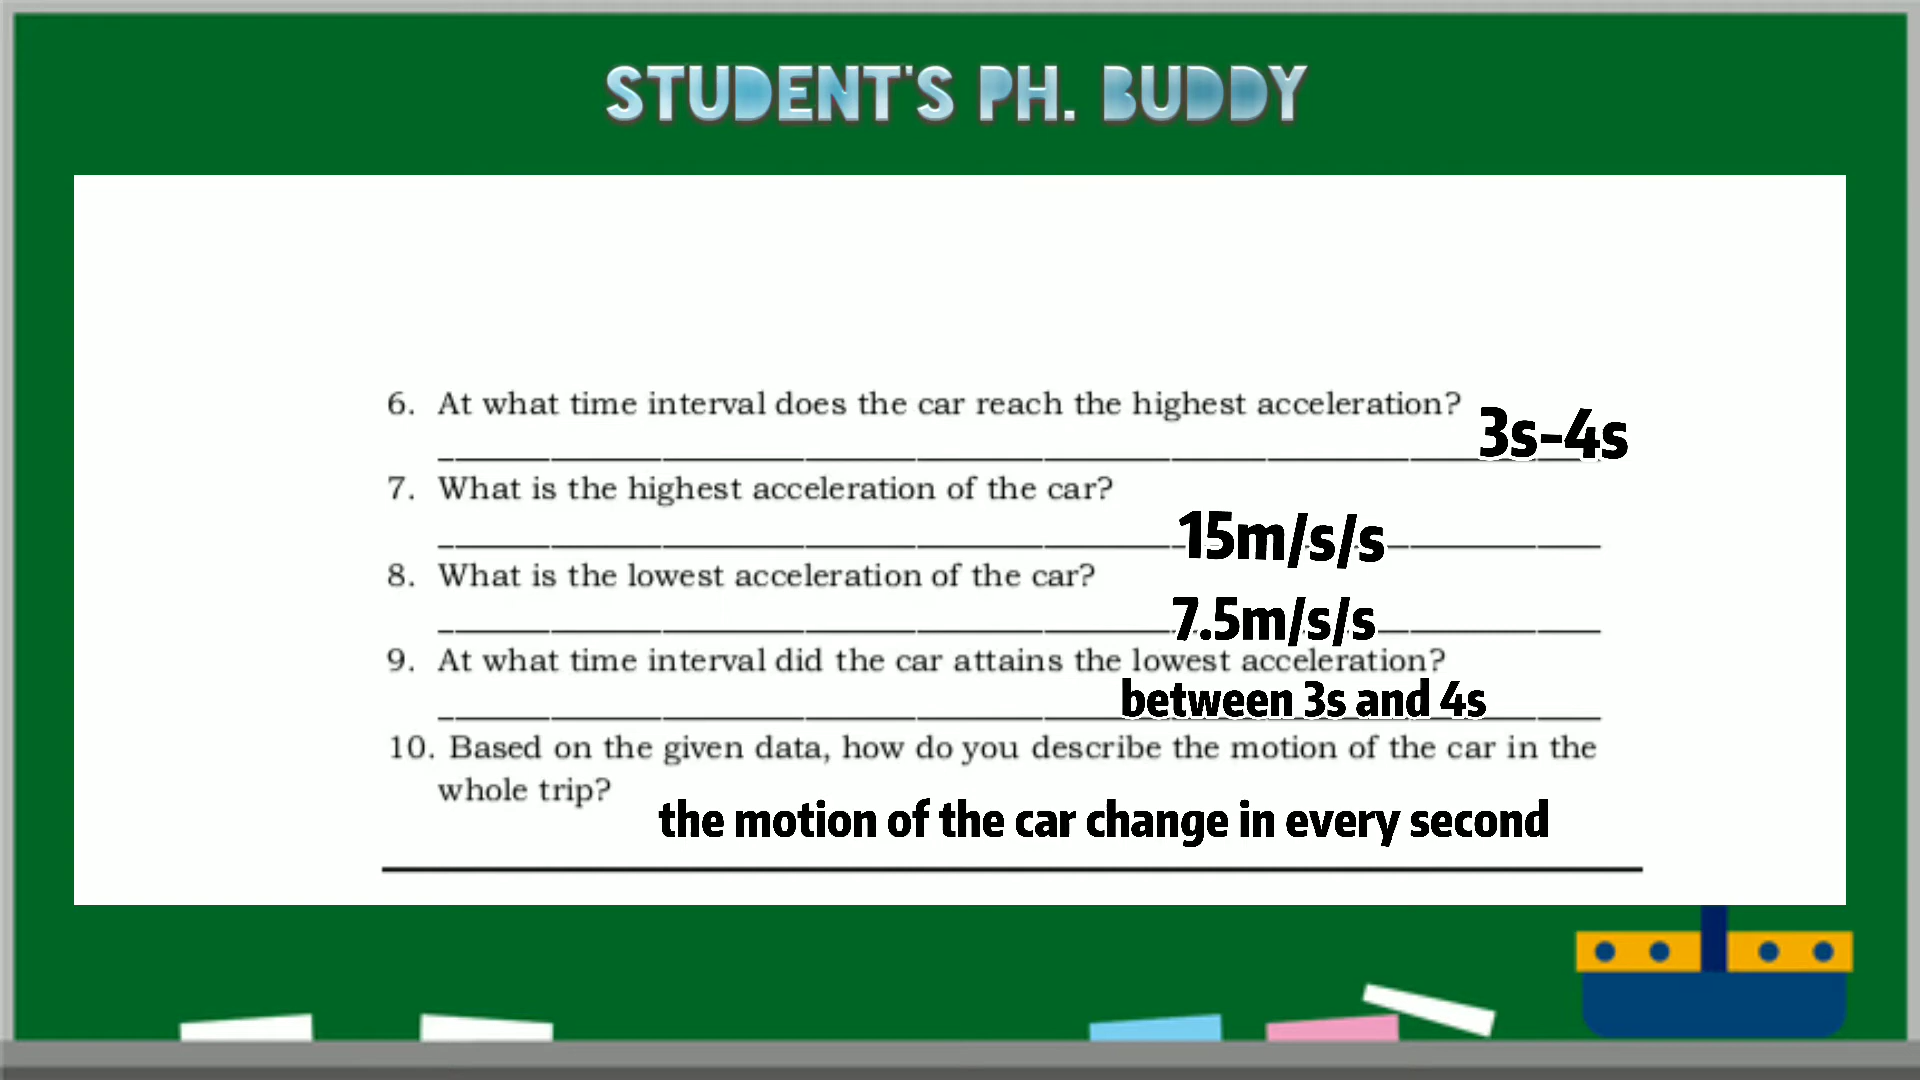 STUDENT'S PH. BUDDY
6. At what time interval does the car reach the highest acceleration?
3s-4s
7. What is the highest acceleration of the car?
15m/s/s
8. What is the lowest acceleration of the car?
7.5m/s/s
9. At what time interval did the car attains the lowest acceleration?
between 3s and 4s
10. Based on the given data, how do you describe the motion of the car in the
whole trip?
the motion of the car change in every second